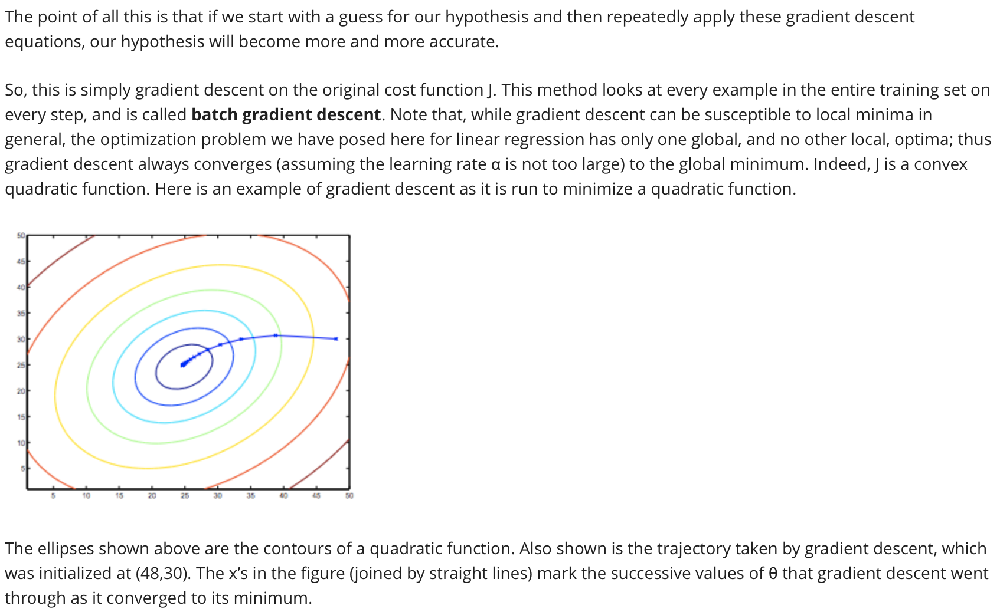 The point of all this is that if we start with a guess for our hypothesis and then repeatedly apply these gradient descent
equations, our hypothesis will become more and more accurate.
So, this is simply gradient descent on the original cost function J. This method looks at every example in the entire training set on
every step, and is called batch gradient descent. Note that, while gradient descent can be susceptible to local minima in
general, the optimization problem we have posed here for linear regression has only one global, and no other local, optima; thus
gradient descent always converges (assuming the learning rate α is not too large) to the global minimum. Indeed, J is a convex
quadratic function. Here is an example of gradient descent as it is run to minimize a quadratic function.
50
45
40
35
30
25
20
15
10
5
5 10 15 20 25 30 35 40 45 50
The ellipses shown above are the contours of a quadratic function. Also shown is the trajectory taken by gradient descent, which
was initialized at (48,30). The x’s in the figure (joined by straight lines) mark the successive values of θ that gradient descent went
through as it converged to its minimum.